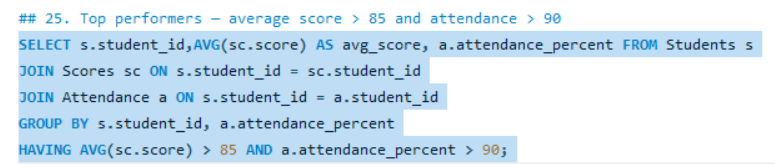 ## 25. Top performers — average score > 85 and attendance > 90
SELECT s.student_id,AVG(sc.score) AS avg_score, a.attendance_percent FROM Students s
JOIN Scores sc ON s.student_id = sc.student_id
JOIN Attendance a ON s.student_id = a.student_id
GROUP BY s.student_id, a.attendance_percent
HAVING AVG(sc.score) > 85 AND a.attendance_percent > 90;